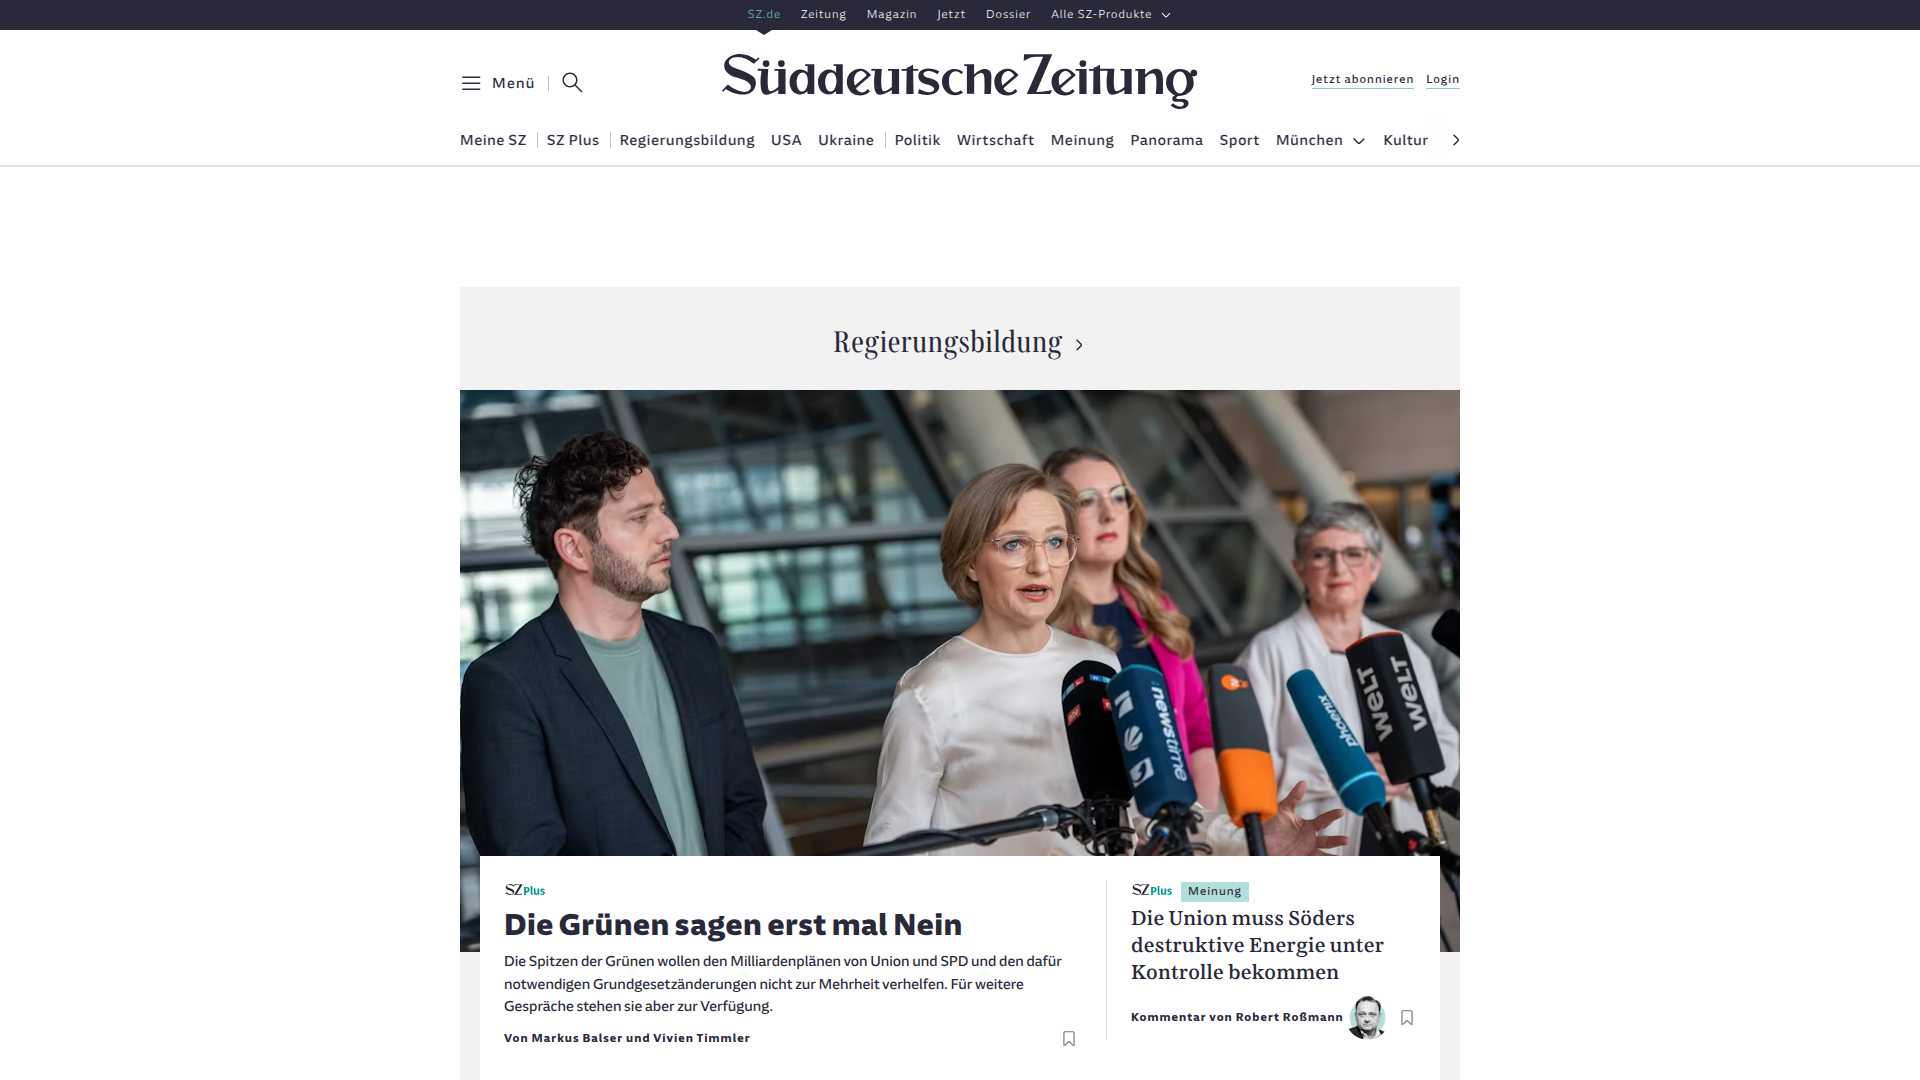 SZ.de Zeitung Magazin Jetzt Dossier Alle SZ-Produkte
Menü
Süddeutsche Zeitung
Jetzt abonnieren Login
Meine SZ SZ Plus Regierungsbildung USA Ukraine Politik Wirtschaft Meinung Panorama Sport München Kultur
Regierungsbildung
newstime
phoenix
welt
welt
SZ Plus
Die Grünen sagen erst mal Nein
Die Spitzen der Grünen wollen den Milliardenplänen von Union und SPD und den dafür
notwendigen Grundgesetzänderungen nicht zur Mehrheit verhelfen. Für weitere
Gespräche stehen sie aber zur Verfügung.
Von Markus Balser und Vivien Timmler
SZ Plus Meinung
Die Union muss Söders
destruktive Energie unter
Kontrolle bekommen
Kommentar von Robert Roßmann